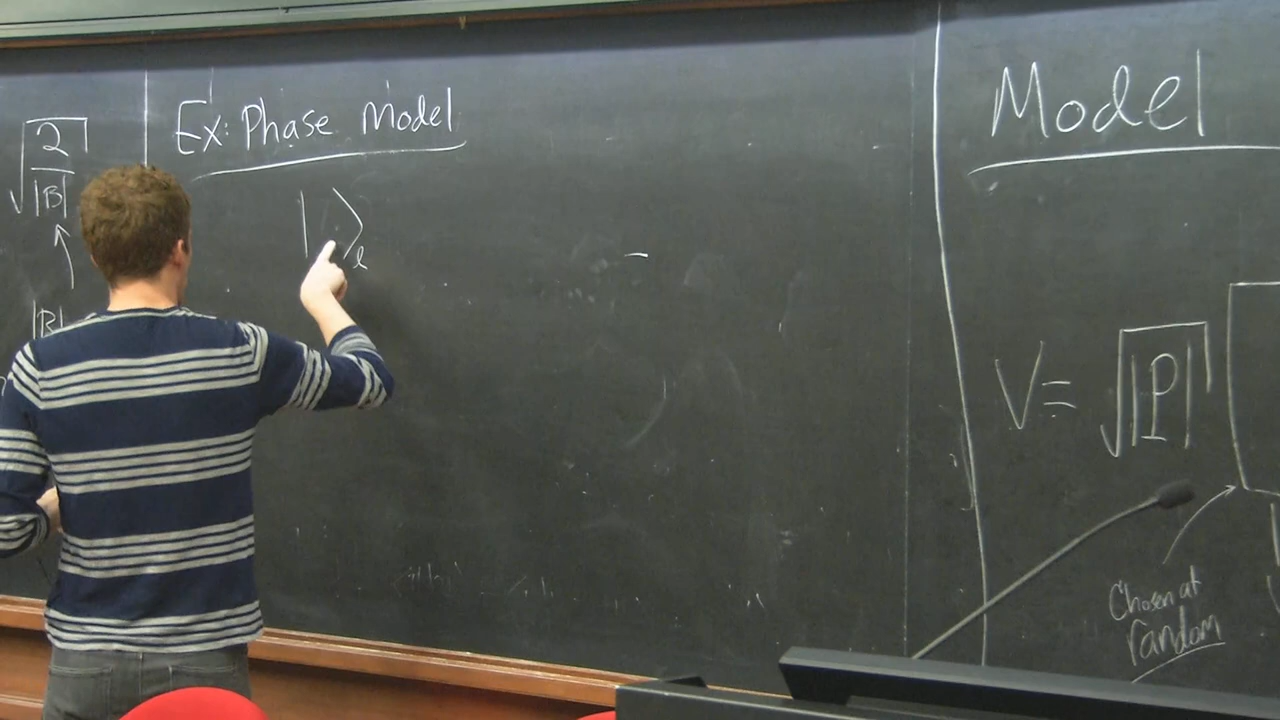 √2/|B|
|B|
Ex: Phase Model
| ⟩ℓ
Model
V = √|P|
Chosen at
random